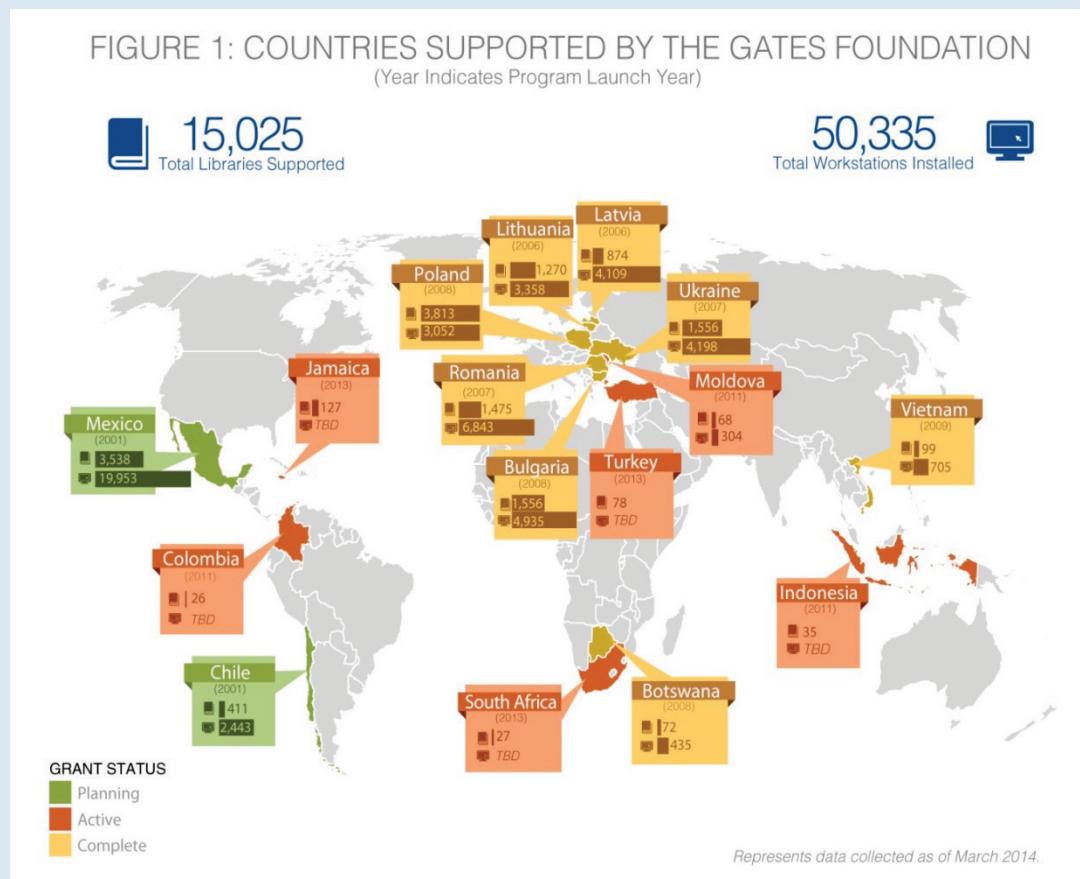 FIGURE 1: COUNTRIES SUPPORTED BY THE GATES FOUNDATION
(Year Indicates Program Launch Year)
15,025
Total Libraries Supported
50,335
Total Workstations Installed
Latvia
(2006)
874
4,109
Lithuania
(2006)
1,270
3,358
Poland
(2008)
3,813
3,052
Ukraine
(2007)
1,556
4,198
Jamaica
(2013)
127
TBD
Romania
(2007)
1,475
6,843
Moldova
(2011)
68
304
Mexico
(2001)
3,538
19,953
Vietnam
(2009)
99
705
Bulgaria
(2008)
1,556
4,935
Turkey
(2013)
78
TBD
Colombia
(2011)
26
TBD
Indonesia
(2011)
35
TBD
Chile
(2001)
411
2,443
South Africa
(2013)
27
TBD
Botswana
(2008)
72
435
GRANT STATUS
Planning
Active
Complete
Represents data collected as of March 2014.